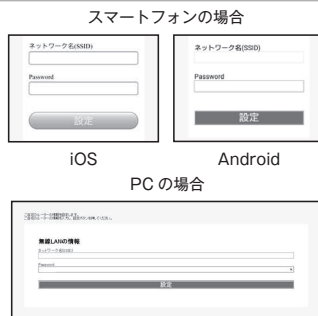 スマートフォンの場合
ネットワーク名(SSID)
Password
設定
iOS
ネットワーク名(SSID)
Password
設定
Android
PC の場合
無線LANの情報
ネットワーク名(SSID)
Password
設定